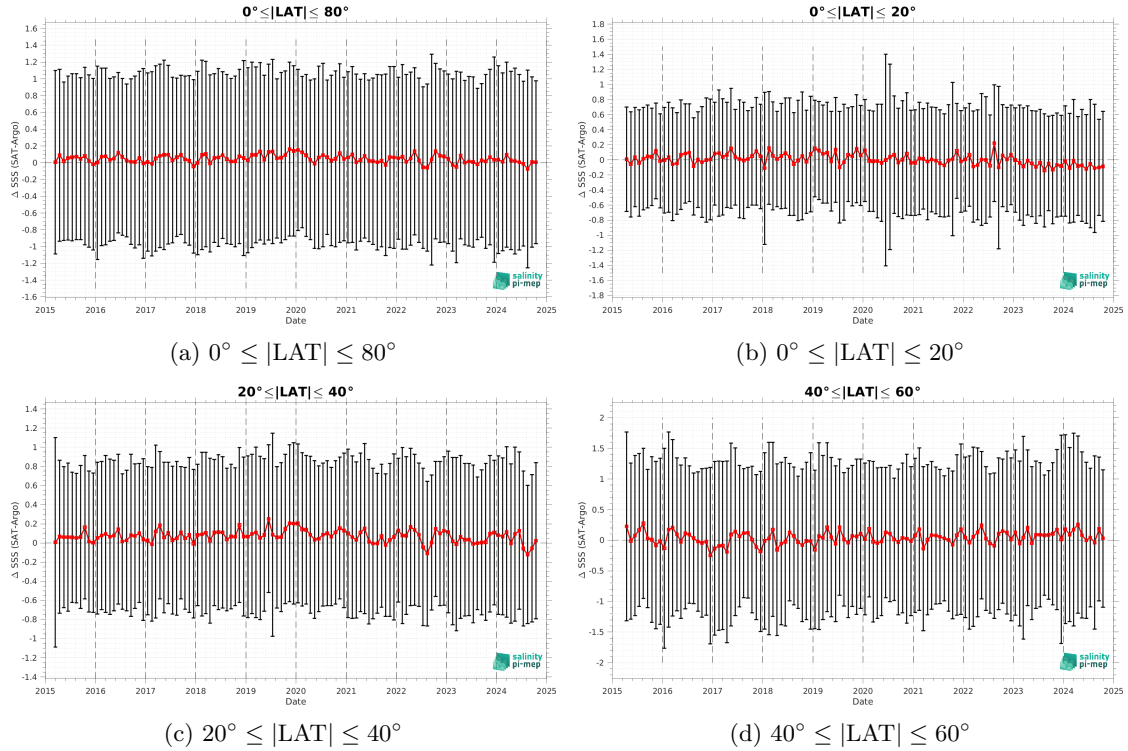 0°≤|LAT|≤ 80°
Δ SSS (SAT-Argo)
1.6
1.4
1.2
1
0.8
0.6
0.4
0.2
0
-0.2
-0.4
-0.6
-0.8
-1
-1.2
-1.4
-1.6
salinity
pi-mep
2015 2016 2017 2018 2019 2020 2021 2022 2023 2024 2025
Date
(a) 0° ≤ |LAT| ≤ 80°
0°≤|LAT|≤ 20°
Δ SSS (SAT-Argo)
1.8
1.6
1.4
1.2
1
0.8
0.6
0.4
0.2
0
-0.2
-0.4
-0.6
-0.8
-1
-1.2
-1.4
-1.6
-1.8
salinity
pi-mep
2015 2016 2017 2018 2019 2020 2021 2022 2023 2024 2025
Date
(b) 0° ≤ |LAT| ≤ 20°
20°≤|LAT|≤ 40°
Δ SSS (SAT-Argo)
1.4
1.2
1
0.8
0.6
0.4
0.2
0
-0.2
-0.4
-0.6
-0.8
-1
-1.2
-1.4
salinity
pi-mep
2015 2016 2017 2018 2019 2020 2021 2022 2023 2024 2025
Date
(c) 20° ≤ |LAT| ≤ 40°
40°≤|LAT|≤ 60°
Δ SSS (SAT-Argo)
2
1.5
1
0.5
0
-0.5
-1
-1.5
-2
salinity
pi-mep
2015 2016 2017 2018 2019 2020 2021 2022 2023 2024 2025
Date
(d) 40° ≤ |LAT| ≤ 60°